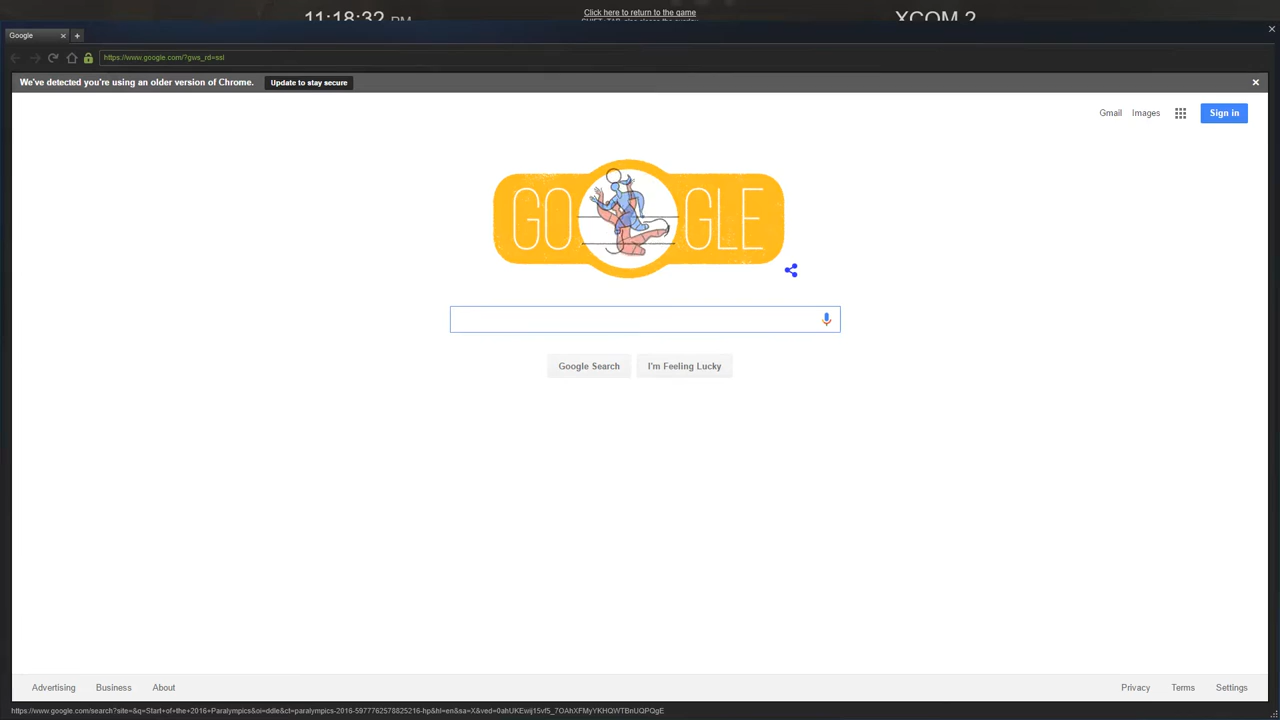 11:18:32 PM
Click here to return to the game
XCOM 2
Google
https://www.google.com/?gws_rd=ssl
We've detected you're using an older version of Chrome. Update to stay secure
Gmail Images Sign in
GOOGLE
Google Search I'm Feeling Lucky
Advertising Business About Privacy Terms Settings